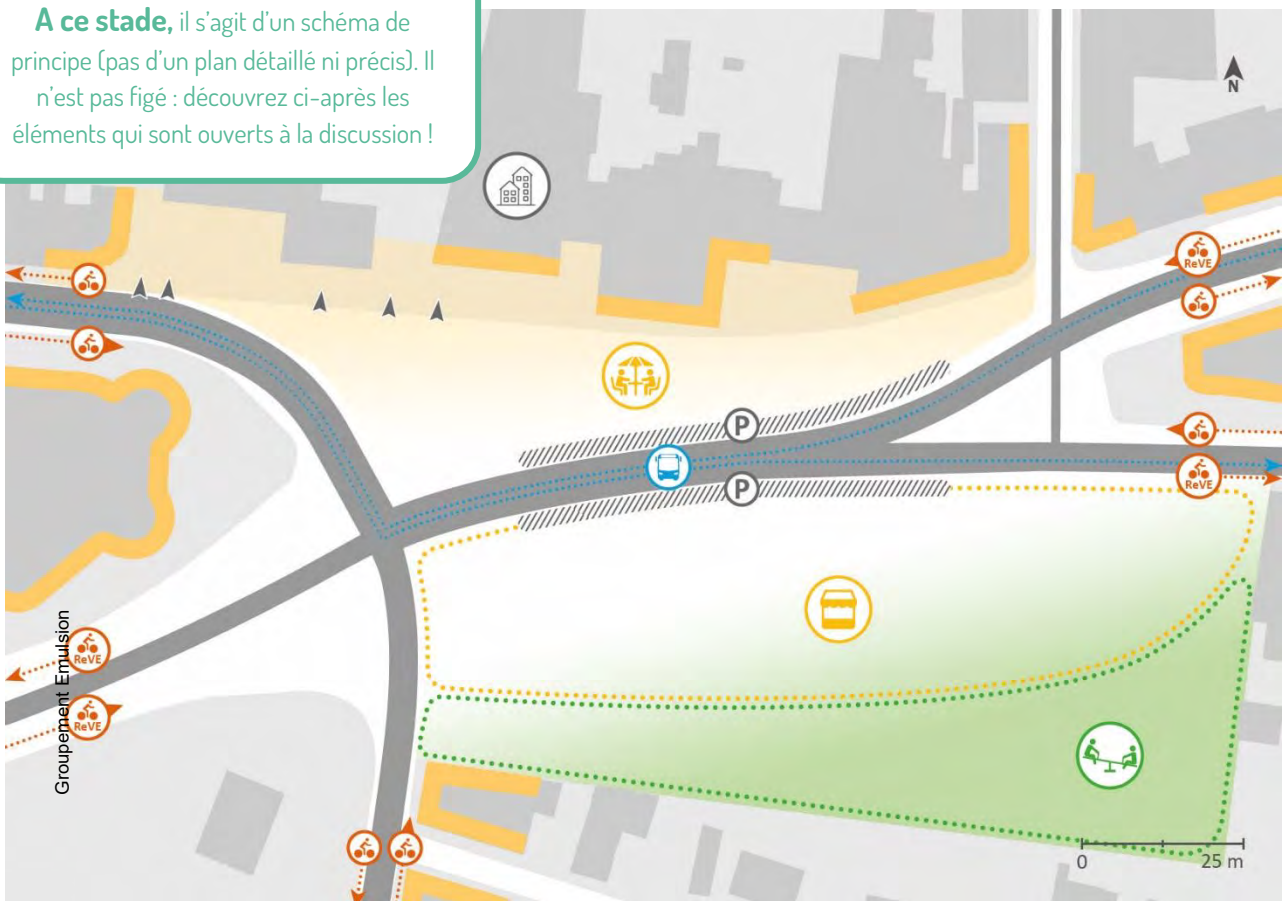 A ce stade, il s’agit d’un schéma de
principe (pas d’un plan détaillé ni précis). Il
n’est pas figé : découvrez ci-après les
éléments qui sont ouverts à la discussion !
N
ReVE
P
P
ReVE
ReVE
ReVE
Groupement Emulsion
0 25 m